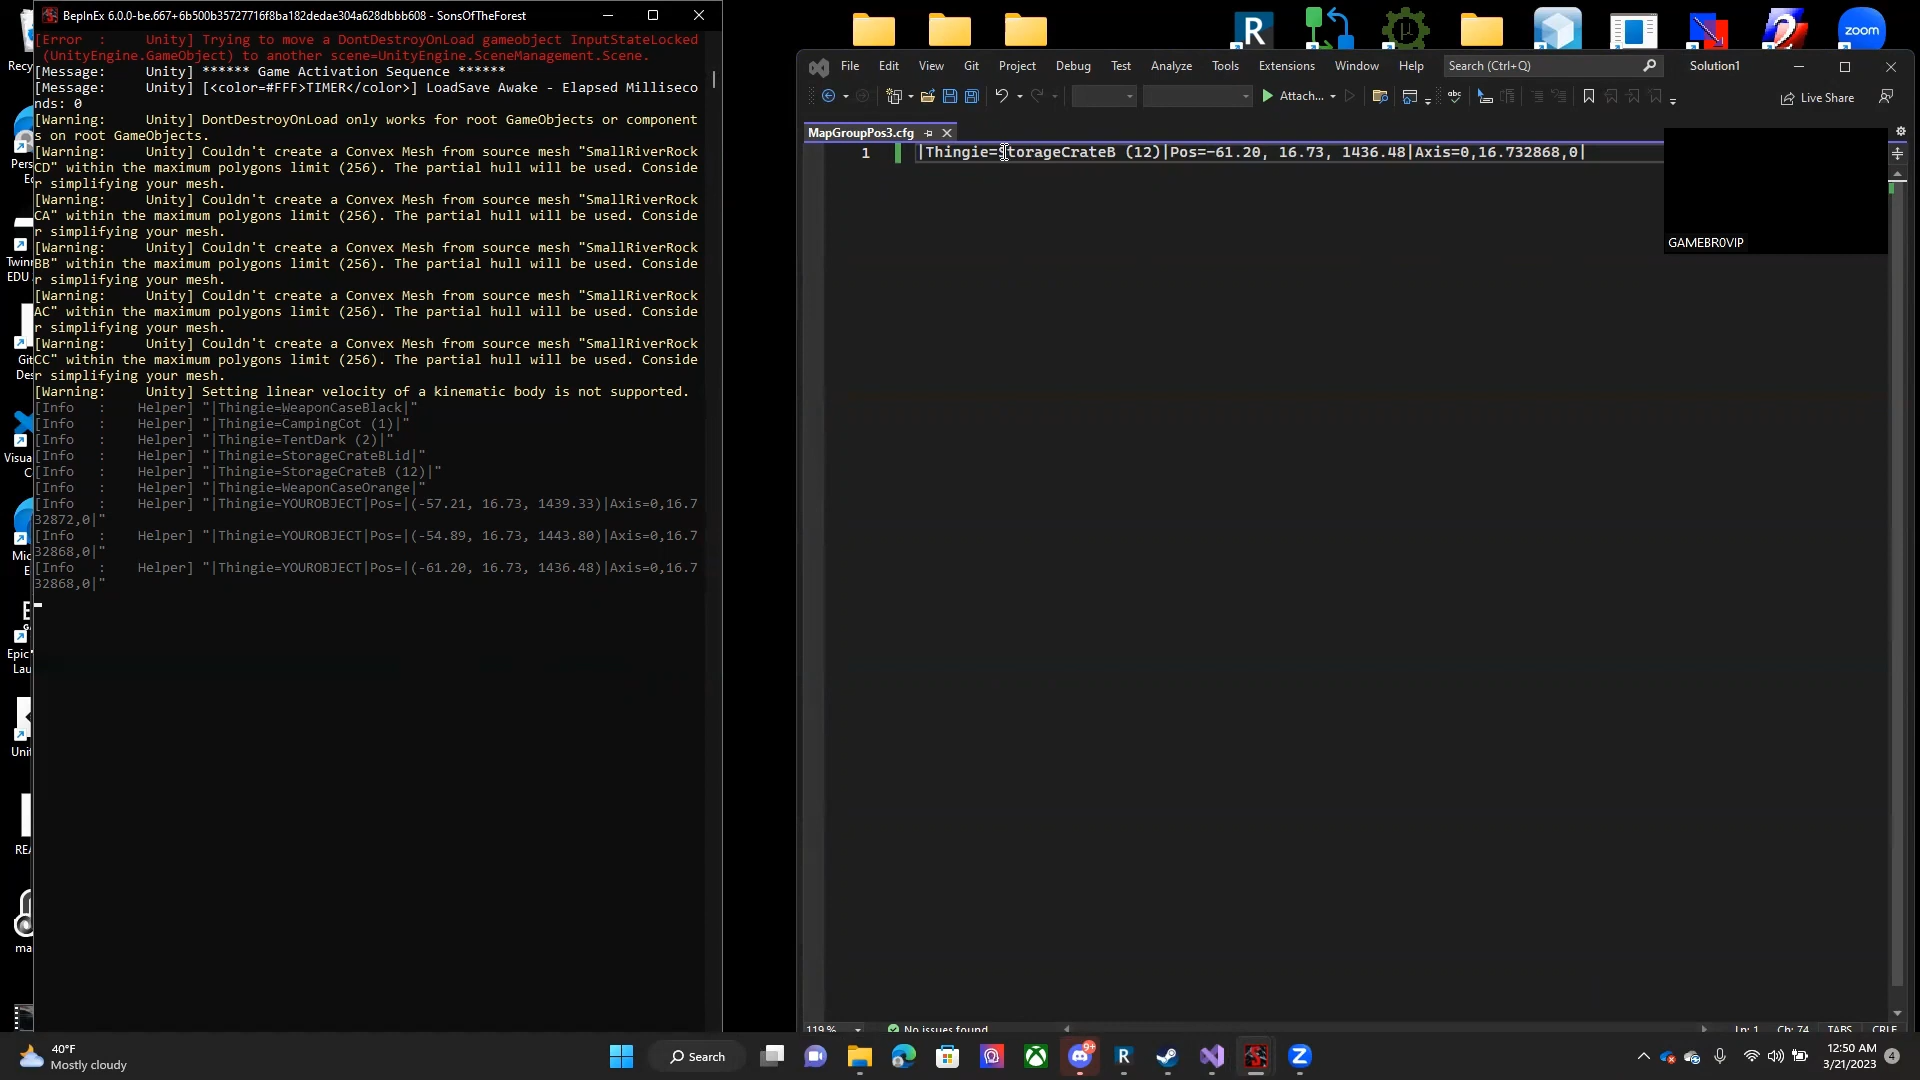 BepInEx 6.0.0-be.667+6b500b35727716f8ba182dedae304a628dbbb608 - SonsOfTheForest
[Error  :     Unity] Trying to move a DontDestroyOnLoad gameobject InputStateLocked
(UnityEngine.GameObject) to another scene=UnityEngine.SceneManagement.Scene.
[Message:     Unity] ****** Game Activation Sequence ******
[Message:     Unity] [<color=#FFF>TIMER</color>] LoadSave Awake - Elapsed Milliseco
nds: 0
[Warning:     Unity] DontDestroyOnLoad only works for root GameObjects or component
s on root GameObjects.
[Warning:     Unity] Couldn't create a Convex Mesh from source mesh "SmallRiverRock
CD" within the maximum polygons limit (256). The partial hull will be used. Conside
r simplifying your mesh.
[Warning:     Unity] Couldn't create a Convex Mesh from source mesh "SmallRiverRock
CA" within the maximum polygons limit (256). The partial hull will be used. Conside
r simplifying your mesh.
[Warning:     Unity] Couldn't create a Convex Mesh from source mesh "SmallRiverRock
BB" within the maximum polygons limit (256). The partial hull will be used. Conside
r simplifying your mesh.
[Warning:     Unity] Couldn't create a Convex Mesh from source mesh "SmallRiverRock
AC" within the maximum polygons limit (256). The partial hull will be used. Conside
r simplifying your mesh.
[Warning:     Unity] Couldn't create a Convex Mesh from source mesh "SmallRiverRock
CC" within the maximum polygons limit (256). The partial hull will be used. Conside
r simplifying your mesh.
[Warning:     Unity] Setting linear velocity of a kinematic body is not supported.
[Info   :    Helper] "|Thingie=WeaponCaseBlack|"
[Info   :    Helper] "|Thingie=CampingCot (1)|"
[Info   :    Helper] "|Thingie=TentDark (2)|"
[Info   :    Helper] "|Thingie=StorageCrateBLid|"
[Info   :    Helper] "|Thingie=StorageCrateB (12)|"
[Info   :    Helper] "|Thingie=WeaponCaseOrange|"
[Info   :    Helper] "|Thingie=YOUROBJECT|Pos=|(-57.21, 16.73, 1439.33)|Axis=0,16.7
32872,0|"
[Info   :    Helper] "|Thingie=YOUROBJECT|Pos=|(-54.89, 16.73, 1443.80)|Axis=0,16.7
32868,0|"
[Info   :    Helper] "|Thingie=YOUROBJECT|Pos=|(-61.20, 16.73, 1436.48)|Axis=0,16.7
32868,0|"
zoom
File Edit View Git Project Debug Test Analyze Tools Extensions Window Help Search (Ctrl+Q) Solution1
Attach...
Live Share
MapGroupPos3.cfg
1 |Thingie=StorageCrateB (12)|Pos=-61.20, 16.73, 1436.48|Axis=0,16.732868,0|
GAMEBR0VIP
119 % No issues found Ln: 1 Ch: 74 TABS CRLF
40°F
Mostly cloudy
Search
9+
12:50 AM
3/21/2023
4